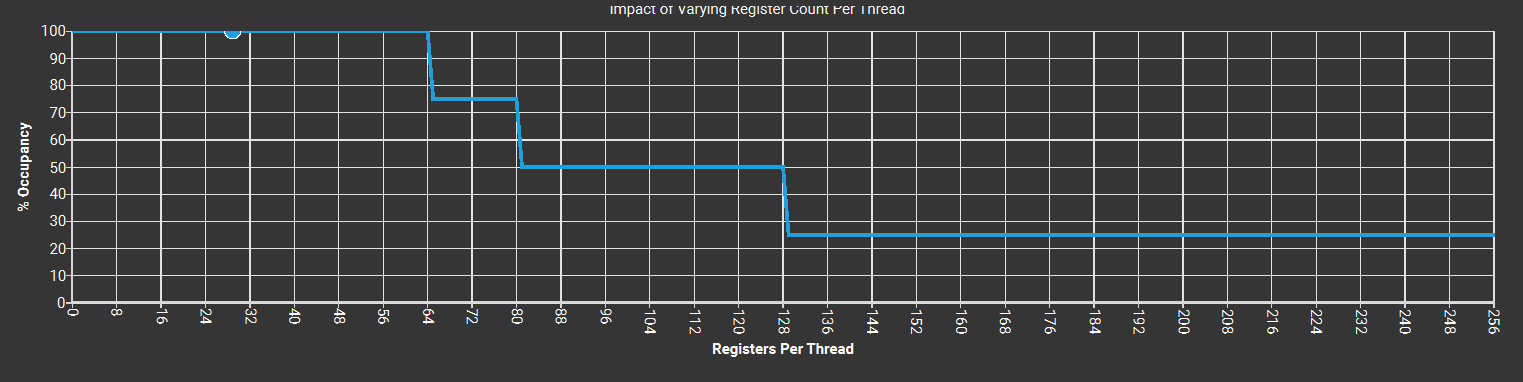 Impact of Varying Register Count Per Thread
100
90
80
70
60
50
40
30
20
10
0
% Occupancy
0 8 16 24 32 40 48 56 64 72 80 88 96 104 112 120 128 136 144 152 160 168 176 184 192 200 208 216 224 232 240 248 256
Registers Per Thread